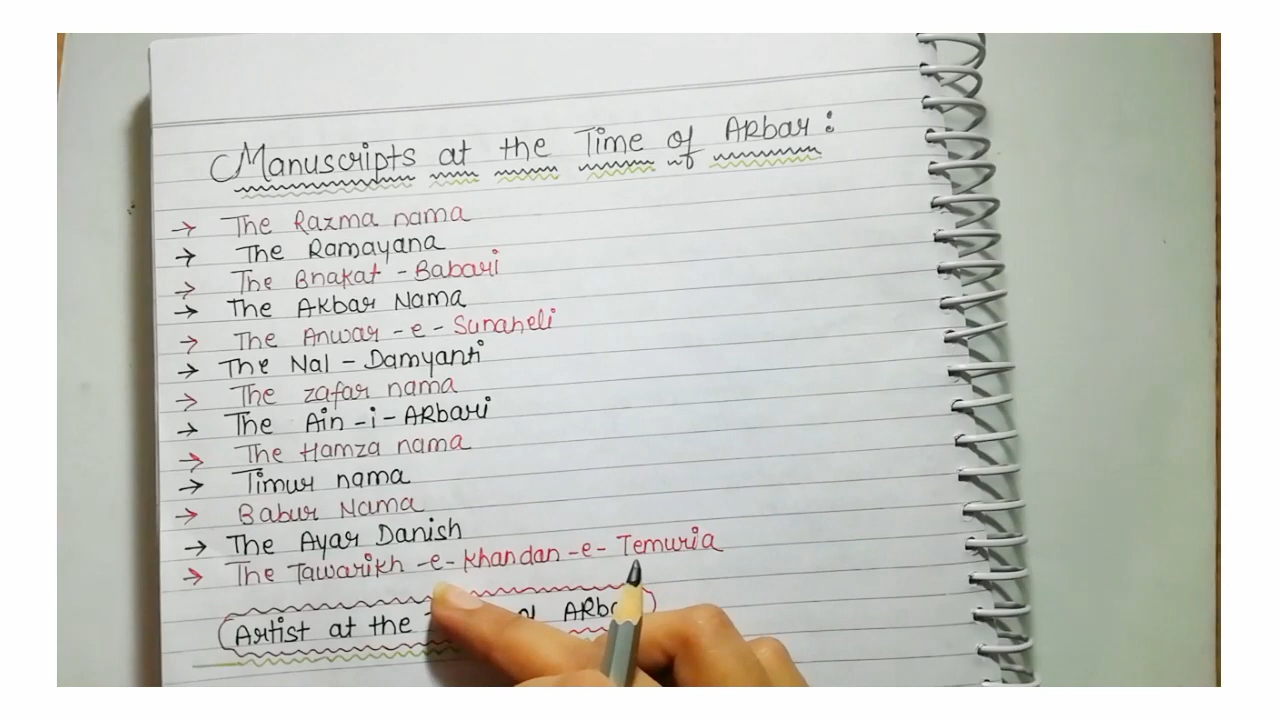 Manuscripts at the Time of Akbar :
→ The Razma nama
→ The Ramayana
→ The Bhakat - Babari
→ The Akbar Nama
→ The Anwar - e - Sunaheli
→ The Nal - Damyanti
→ The zafar nama
→ The Ain - i - Akbari
→ The Hamza nama
→ Timur nama
→ Babur Nama
→ The Ayar Danish
→ The Tawarikh - e - Khandan - e - Temuria
Artist at the